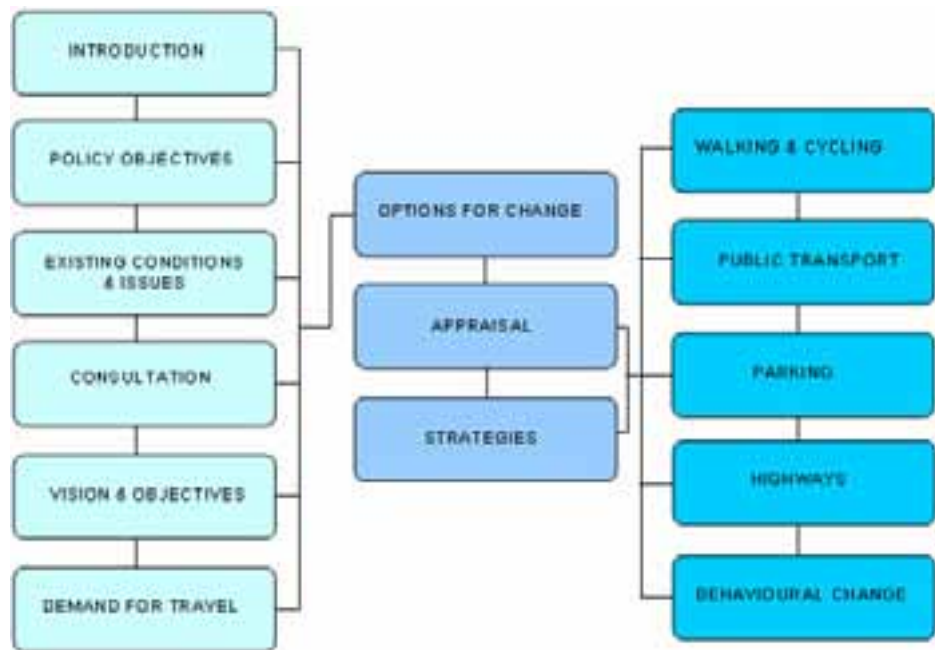 INTRODUCTION
POLICY OBJECTIVES
EXISTING CONDITIONS
& ISSUES
CONSULTATION
VISION & OBJECTIVES
DEMAND FOR TRAVEL
OPTIONS FOR CHANGE
APPRAISAL
STRATEGIES
WALKING & CYCLING
PUBLIC TRANSPORT
PARKING
HIGHWAYS
BEHAVIOURAL CHANGE